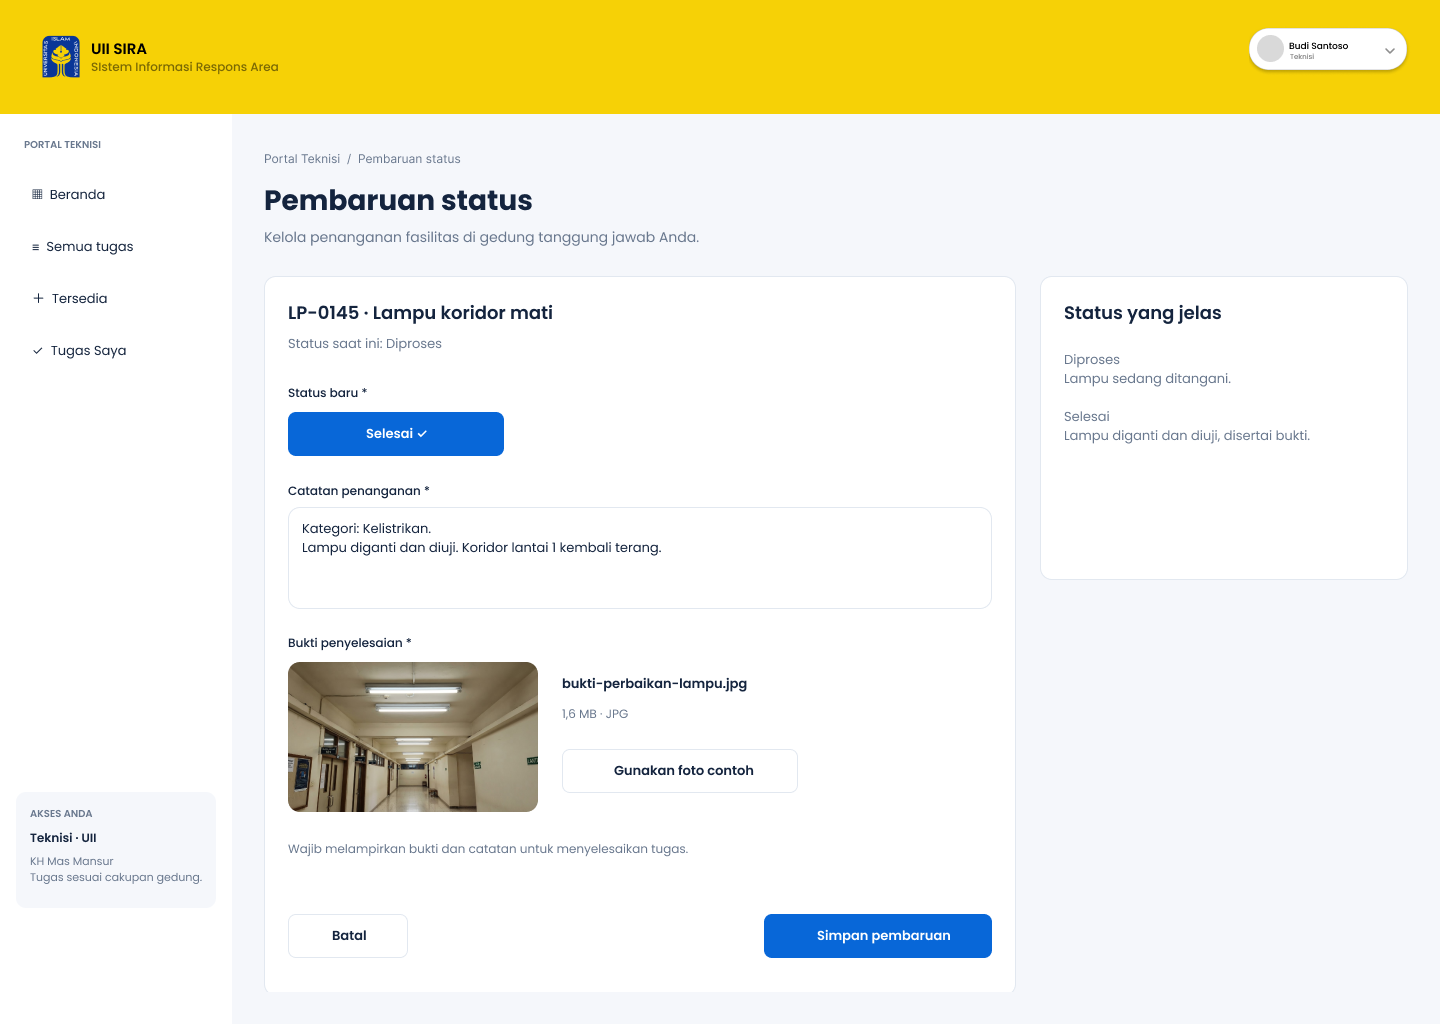 UNIVERSITAS
ISLAM
INDONESIA
UII SIRA
SIstem Informasi Respons Area
Budi Santoso
Teknisi
PORTAL TEKNISI
Beranda
Semua tugas
Tersedia
Tugas Saya
AKSES ANDA
Teknisi · UII
KH Mas Mansur
Tugas sesuai cakupan gedung.
Portal Teknisi / Pembaruan status
Pembaruan status
Kelola penanganan fasilitas di gedung tanggung jawab Anda.
LP-0145 · Lampu koridor mati
Status saat ini: Diproses
Status baru *
Selesai ✓
Catatan penanganan *
Kategori: Kelistrikan.
Lampu diganti dan diuji. Koridor lantai 1 kembali terang.
Bukti penyelesaian *
bukti-perbaikan-lampu.jpg
1,6 MB · JPG
Gunakan foto contoh
Wajib melampirkan bukti dan catatan untuk menyelesaikan tugas.
Batal
Simpan pembaruan
Status yang jelas
Diproses
Lampu sedang ditangani.
Selesai
Lampu diganti dan diuji, disertai bukti.